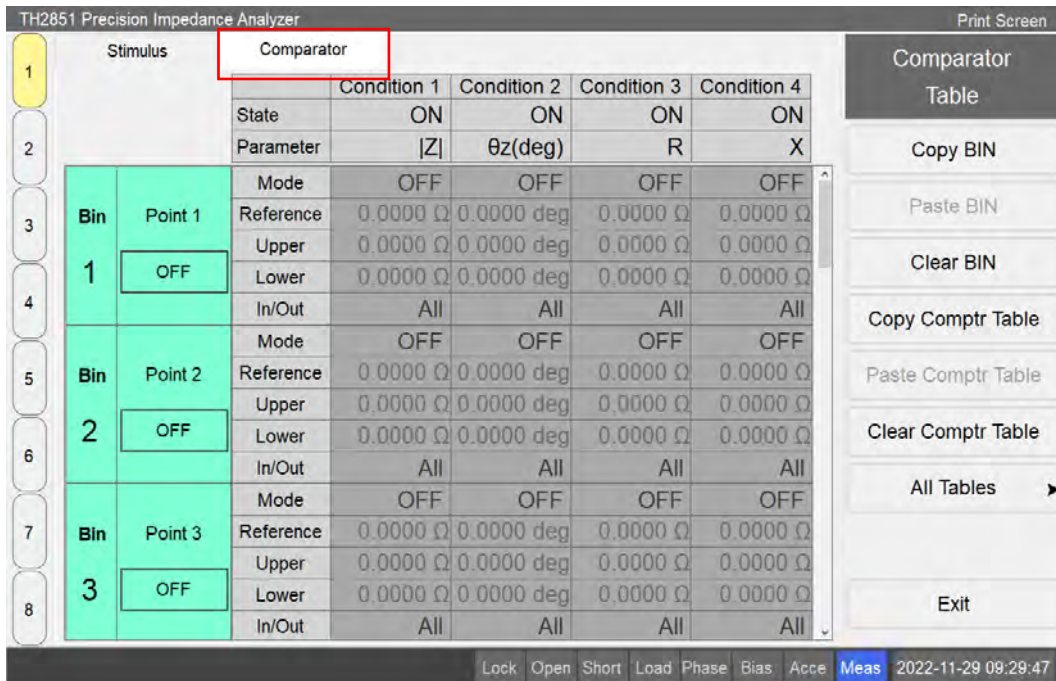 TH2851 Precision Impedance Analyzer Print Screen
Stimulus Comparator
Comparator
Table
Condition 1 Condition 2 Condition 3 Condition 4
State ON ON ON ON
Parameter |Z| θz(deg) R X
1
2
3
4
5
6
7
8
Bin
1
Point 1
OFF
Mode OFF OFF OFF OFF
Reference 0.0000 Ω 0.0000 deg 0.0000 Ω 0.0000 Ω
Upper 0.0000 Ω 0.0000 deg 0.0000 Ω 0.0000 Ω
Lower 0.0000 Ω 0.0000 deg 0.0000 Ω 0.0000 Ω
In/Out All All All All
Bin
2
Point 2
OFF
Mode OFF OFF OFF OFF
Reference 0.0000 Ω 0.0000 deg 0.0000 Ω 0.0000 Ω
Upper 0.0000 Ω 0.0000 deg 0.0000 Ω 0.0000 Ω
Lower 0.0000 Ω 0.0000 deg 0.0000 Ω 0.0000 Ω
In/Out All All All All
Bin
3
Point 3
OFF
Mode OFF OFF OFF OFF
Reference 0.0000 Ω 0.0000 deg 0.0000 Ω 0.0000 Ω
Upper 0.0000 Ω 0.0000 deg 0.0000 Ω 0.0000 Ω
Lower 0.0000 Ω 0.0000 deg 0.0000 Ω 0.0000 Ω
In/Out All All All All
Copy BIN
Paste BIN
Clear BIN
Copy Comptr Table
Paste Comptr Table
Clear Comptr Table
All Tables
Exit
Lock Open Short Load Phase Bias Acce Meas 2022-11-29 09:29:47